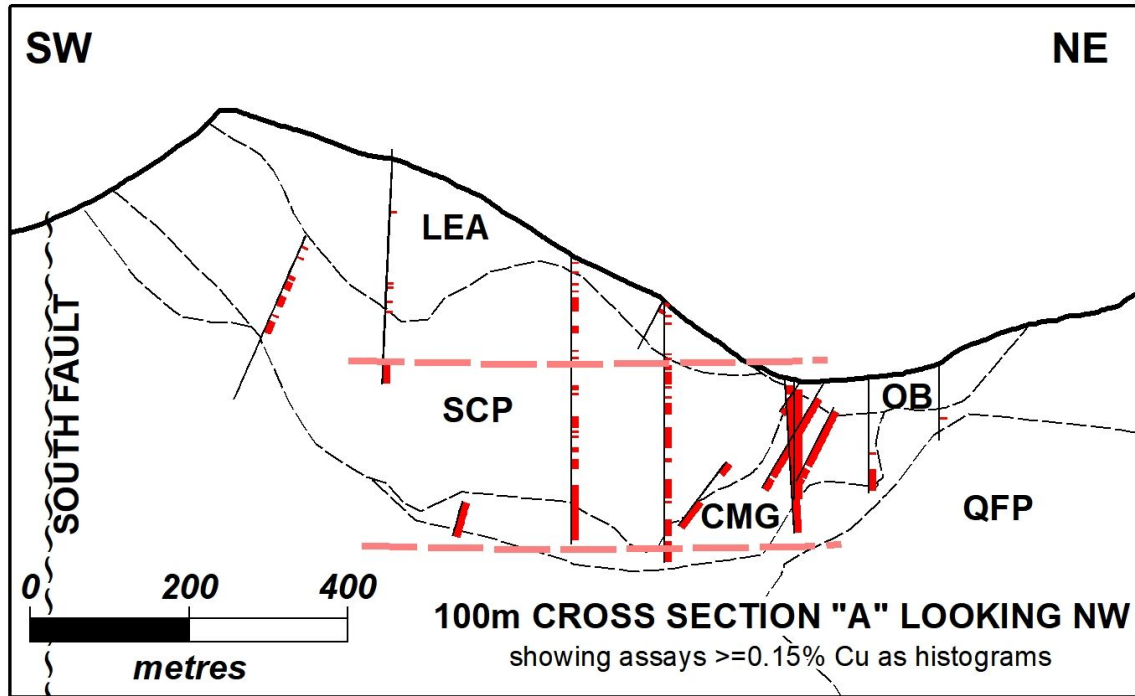 SW
NE
LEA
SOUTH FAULT
OB
SCP
CMG
QFP
0 200 400
metres
100m CROSS SECTION "A" LOOKING NW
showing assays >=0.15% Cu as histograms